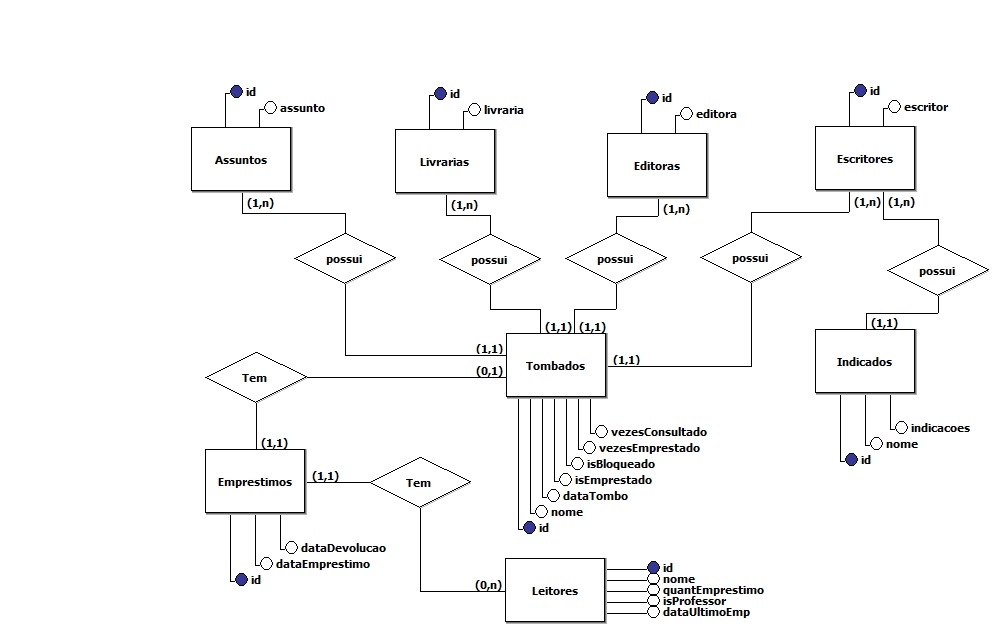 id
assunto
Assuntos
(1,n)
id
livraria
Livrarias
(1,n)
id
editora
Editoras
(1,n)
id
escritor
Escritores
(1,n) (1,n)
possui
possui
possui
possui
possui
(1,1)
(0,1)
(1,1) (1,1)
(1,1)
Tombados
(1,1)
Indicados
indicacoes
nome
id
Tem
(1,1)
vezesConsultado
vezesEmprestado
isBloqueado
isEmprestado
dataTombo
nome
id
Emprestimos
(1,1)
Tem
dataDevolucao
dataEmprestimo
id
(0,n)
Leitores
id
nome
quantEmprestimo
isProfessor
dataUltimoEmp